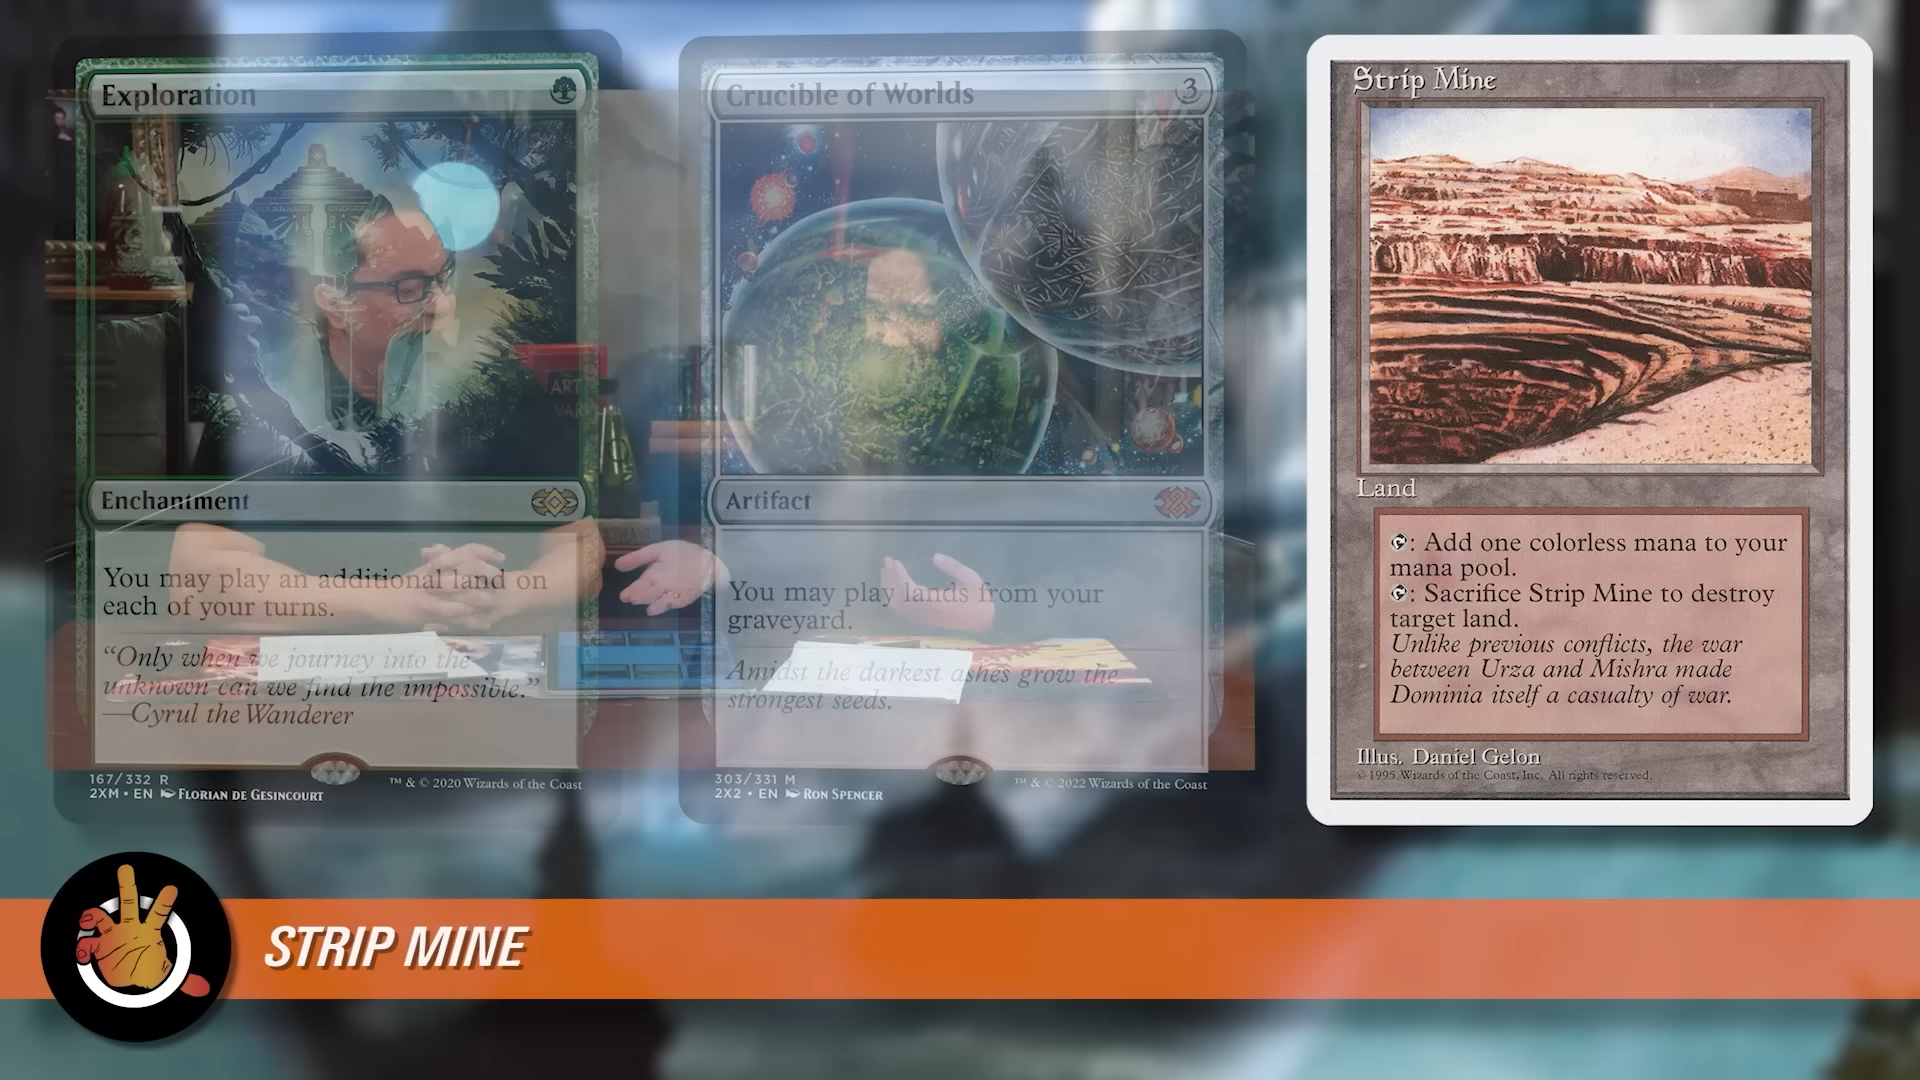 Exploration
Enchantment
You may play an additional land on
each of your turns.
“Only when we journey into the
unknown can we find the impossible.”
—Cyrul the Wanderer
167/332 R
2XM • EN FLORIAN DE GESINCOURT
™ & © 2020 Wizards of the Coast
Crucible of Worlds
3
Artifact
You may play lands from your
graveyard.
Amidst the darkest ashes grow the
strongest seeds.
303/331 M
2X2 • EN RON SPENCER
™ & © 2022 Wizards of the Coast
Strip Mine
Land
: Add one colorless mana to your
mana pool.
: Sacrifice Strip Mine to destroy
target land.
Unlike previous conflicts, the war
between Urza and Mishra made
Dominia itself a casualty of war.
Illus. Daniel Gelon
© 1995 Wizards of the Coast, Inc. All rights reserved.
ART
STRIP MINE